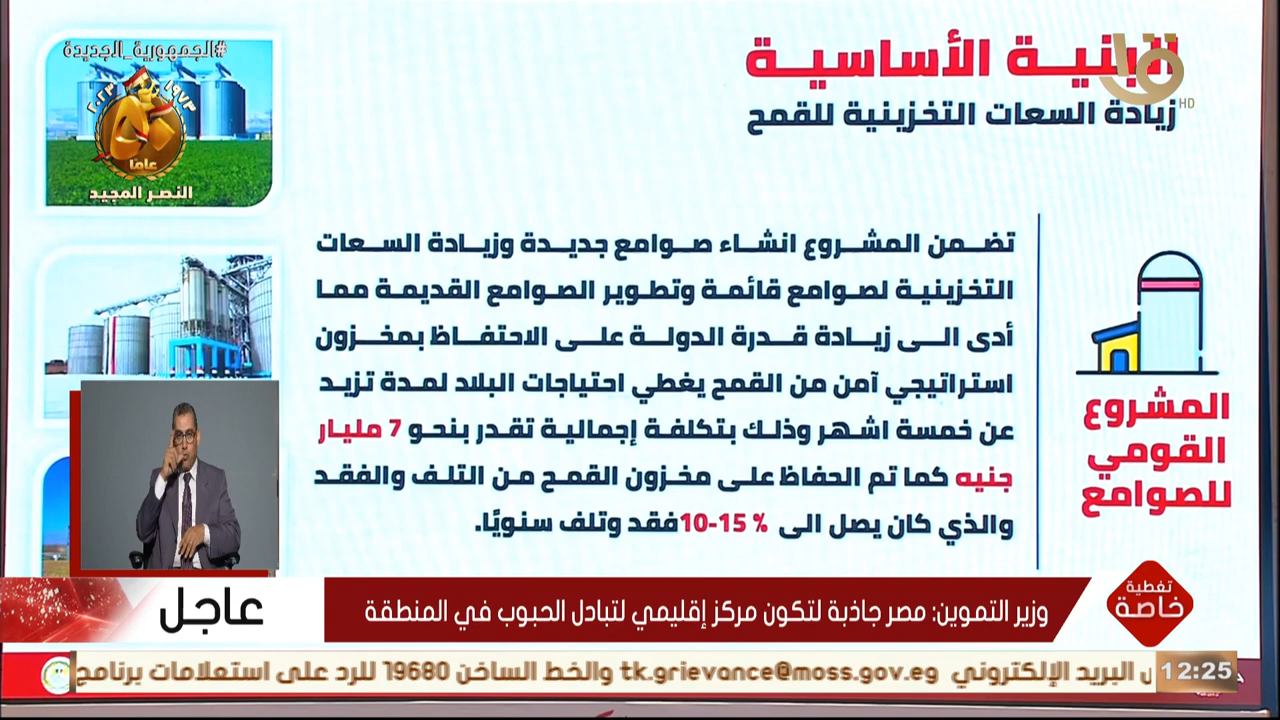 البنية الأساسية
زيادة السعات التخزينية للقمح
#الجمهورية_الجديدة
١٩٧٣
٢٠٢٣
٥٠
عاما
النصر المجيد
HD
تضمن المشروع انشاء صوامع جديدة وزيادة السعات
التخزينية لصوامع قائمة وتطوير الصوامع القديمة مما
أدى الى زيادة قدرة الدولة على الاحتفاظ بمخزون
استراتيجي آمن من القمح يغطي احتياجات البلاد لمدة تزيد
عن خمسة اشهر وذلك بتكلفة إجمالية تقدر بنحو 7 مليار
جنيه كما تم الحفاظ على مخزون القمح من التلف والفقد
والذي كان يصل الى % 15-10فقد وتلف سنويًا.
المشروع
القومي
للصوامع
تغطية
خاصة
وزير التموين: مصر جاذبة لتكون مركز إقليمي لتبادل الحبوب في المنطقة
عاجل
12:25
البريد الإلكتروني tk.grievance@moss.gov.eg والخط الساخن 19680 للرد على استعلامات برنامج